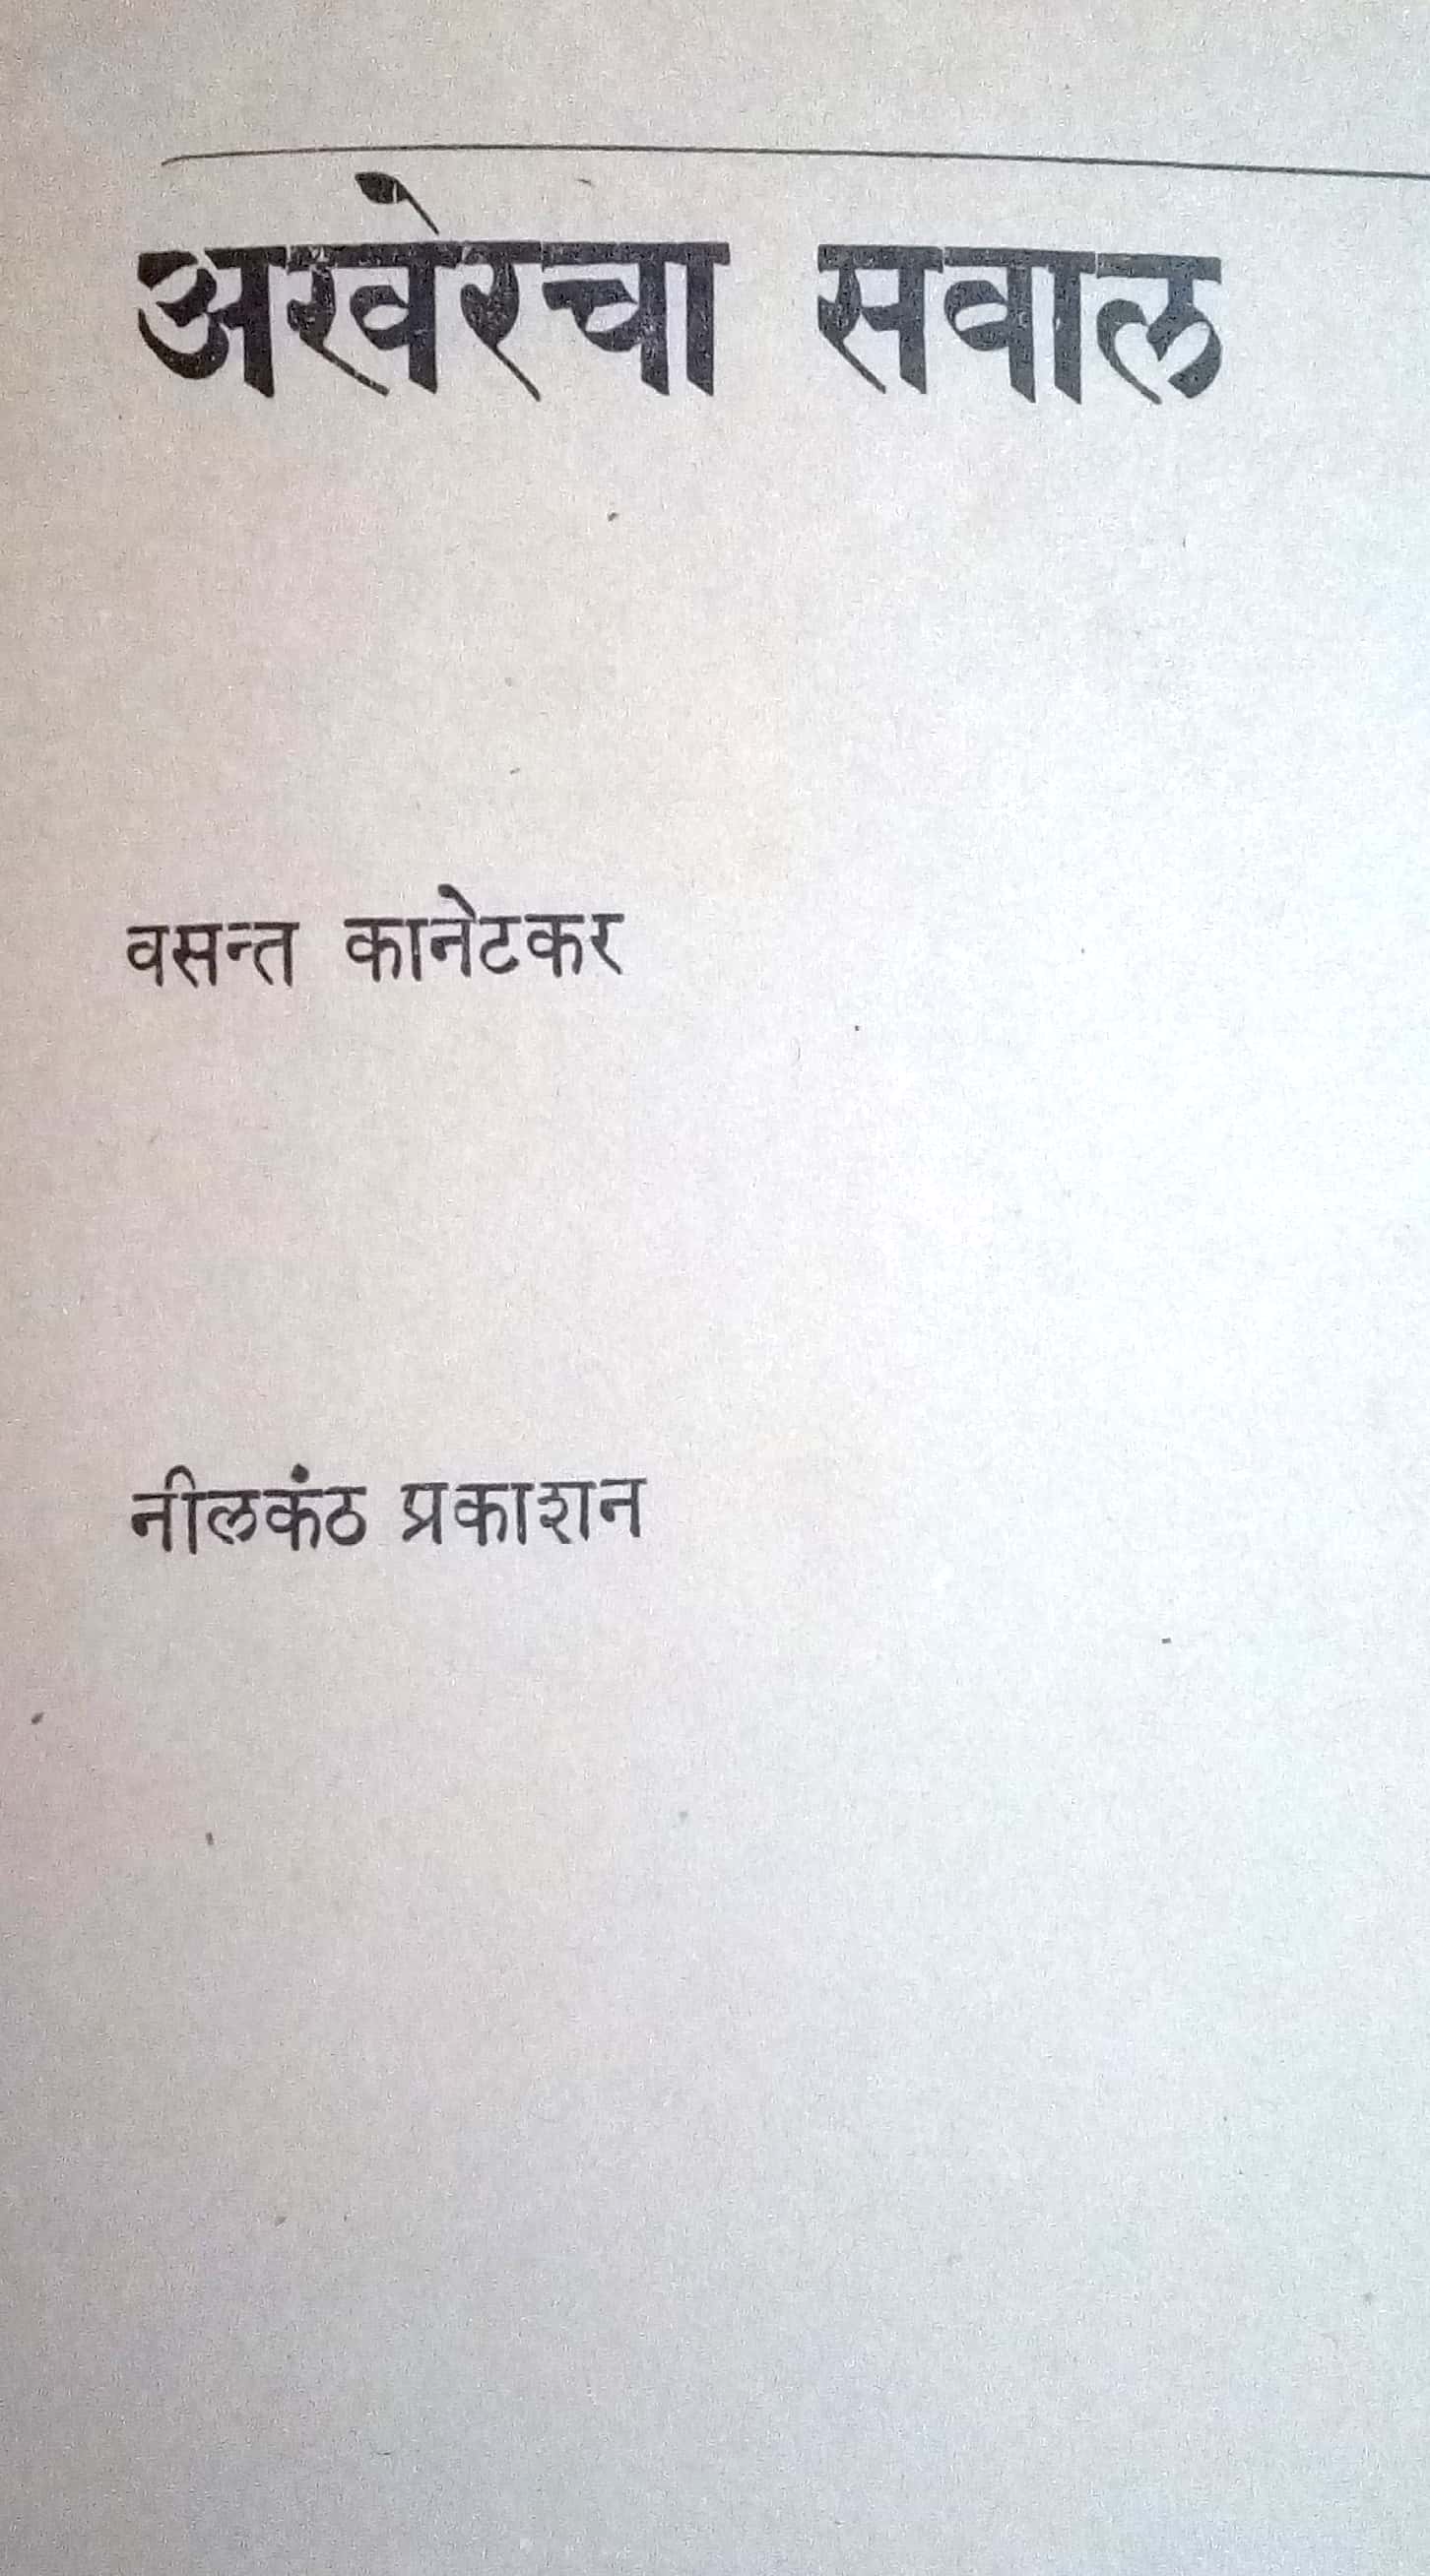 अखेरचा सवाल
वसन्त कानेटकर
नीलकंठ प्रकाशन